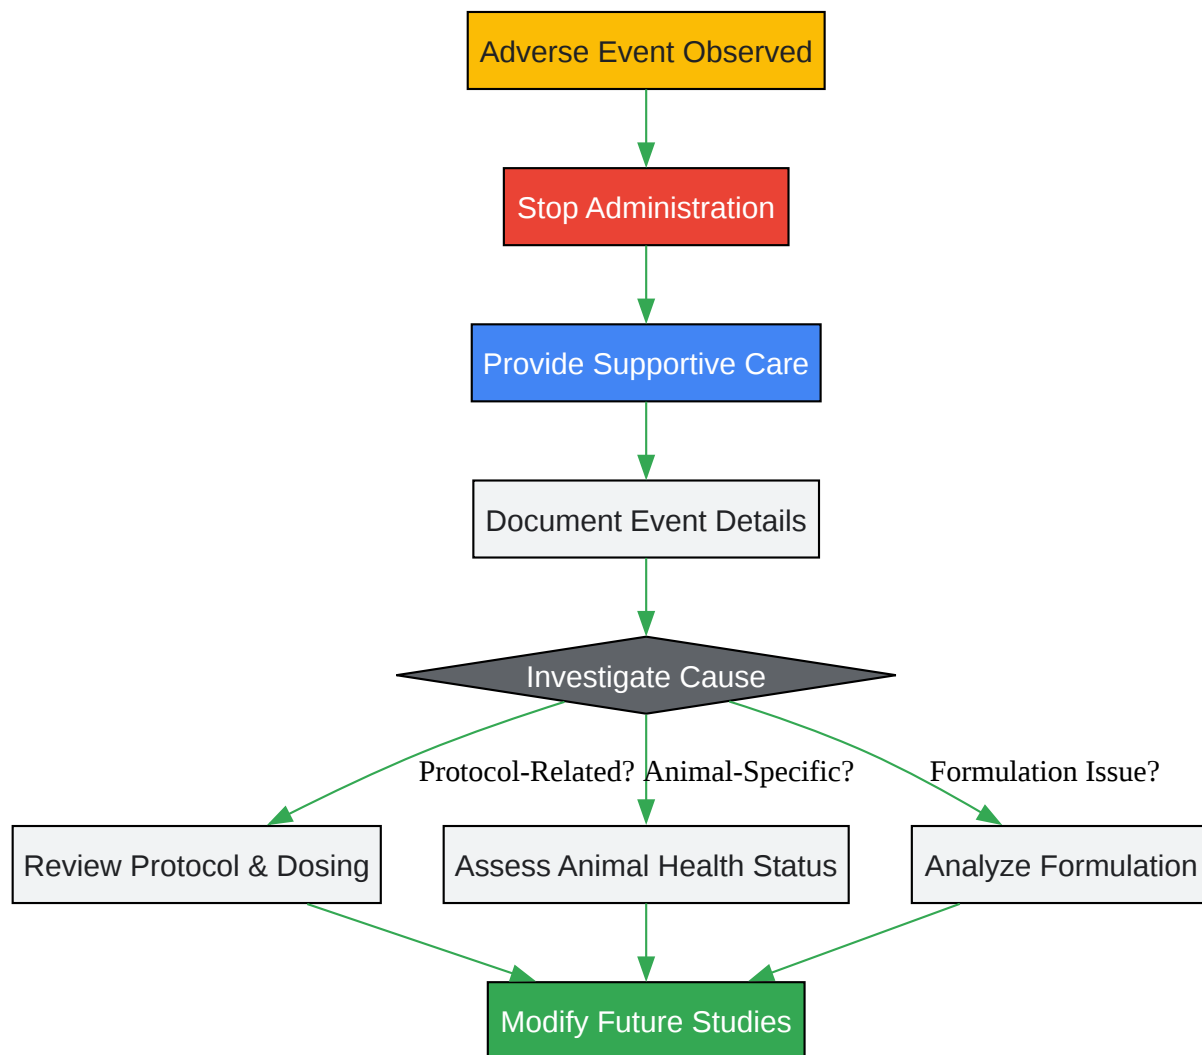 Adverse Event Observed
Stop Administration
Provide Supportive Care
Document Event Details
Investigate Cause
Protocol-Related?
Animal-Specific?
Formulation Issue?
Review Protocol & Dosing
Assess Animal Health Status
Analyze Formulation
Modify Future Studies